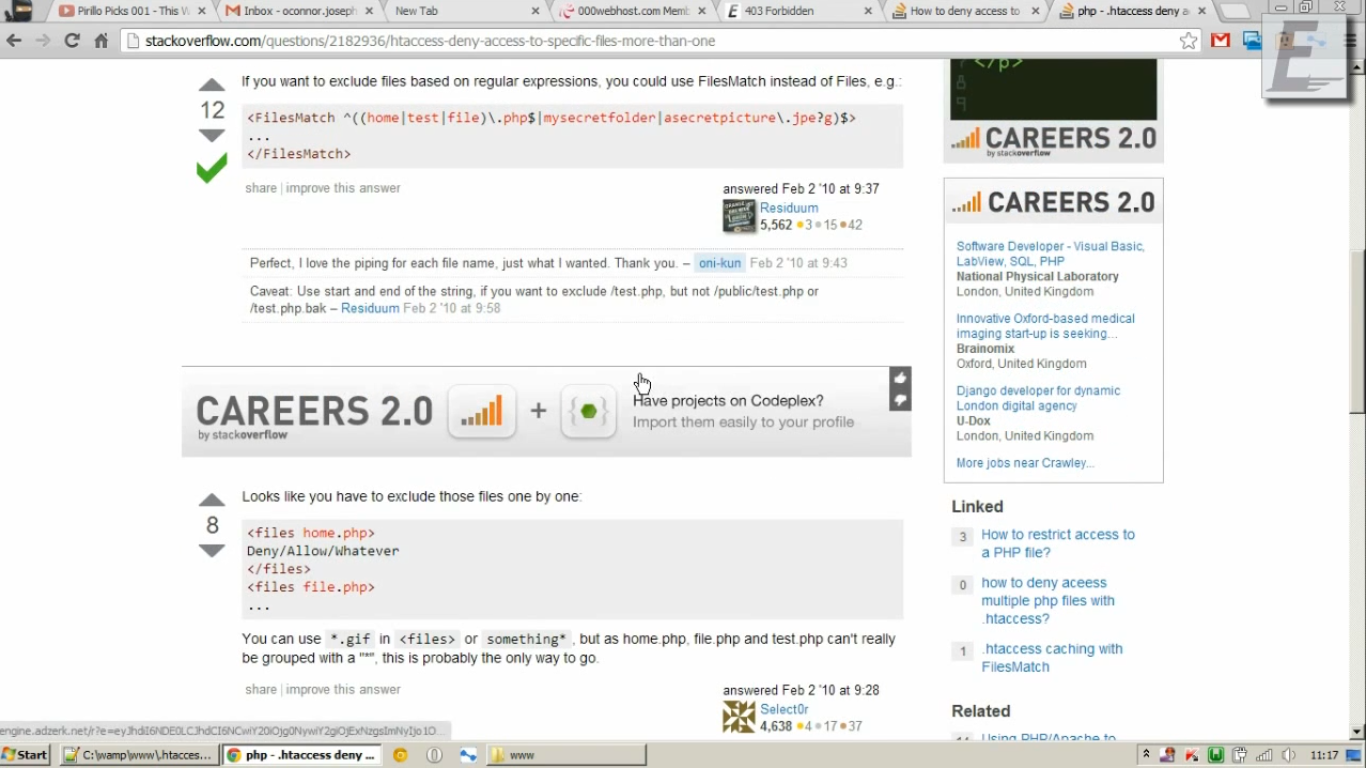 Pirillo Picks 001 - This W
Inbox - oconnor.joseph
New Tab
000webhost.com Memb
403 Forbidden
How to deny access to
php - .htaccess deny a
stackoverflow.com/questions/2182936/htaccess-deny-access-to-specific-files-more-than-one
E
If you want to exclude files based on regular expressions, you could use FilesMatch instead of Files, e.g.:
12
<FilesMatch ^((home|test|file)\.php$|mysecretfolder|asecretpicture\.jpe?g)$>
...
</FilesMatch>
share | improve this answer
answered Feb 2 '10 at 9:37
Residuum
5,562 3 15 42
Perfect, I love the piping for each file name, just what I wanted. Thank you. – oni-kun Feb 2 '10 at 9:43
Caveat: Use start and end of the string, if you want to exclude /test.php, but not /public/test.php or
/test.php.bak – Residuum Feb 2 '10 at 9:58
CAREERS 2.0
by stackoverflow
+
{ }
Have projects on Codeplex?
Import them easily to your profile
Looks like you have to exclude those files one by one:
8
<files home.php>
Deny/Allow/Whatever
</files>
<files file.php>
...
You can use *.gif in <files> or something*, but as home.php, file.php and test.php can't really
be grouped with a "*", this is probably the only way to go.
share | improve this answer
answered Feb 2 '10 at 9:28
Select0r
4,638 4 17 37
</p>
8
9
CAREERS 2.0
by stackoverflow
CAREERS 2.0
Software Developer - Visual Basic,
LabView, SQL, PHP
National Physical Laboratory
London, United Kingdom
Innovative Oxford-based medical
imaging start-up is seeking...
Brainomix
Oxford, United Kingdom
Django developer for dynamic
London digital agency
U-Dox
London, United Kingdom
More jobs near Crawley...
Linked
3 How to restrict access to
a PHP file?
0 how to deny aceess
multiple php files with
.htaccess?
1 .htaccess caching with
FilesMatch
Related
Using PHP/Apache to
Start
C:\wamp\www\.htacces...
php - .htaccess deny ...
www
11:17